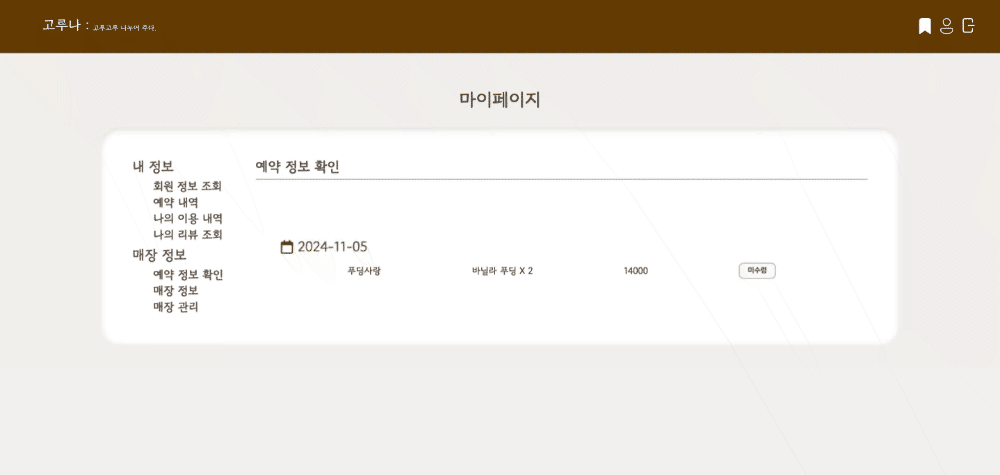 고루나 : 고루고루 나누어 주다.
마이페이지
내 정보
회원 정보 조회
예약 내역
나의 이용 내역
나의 리뷰 조회
매장 정보
예약 정보 확인
매장 정보
매장 관리
예약 정보 확인
2024-11-05
푸딩사랑 바닐라 푸딩 X 2 14000 미수령